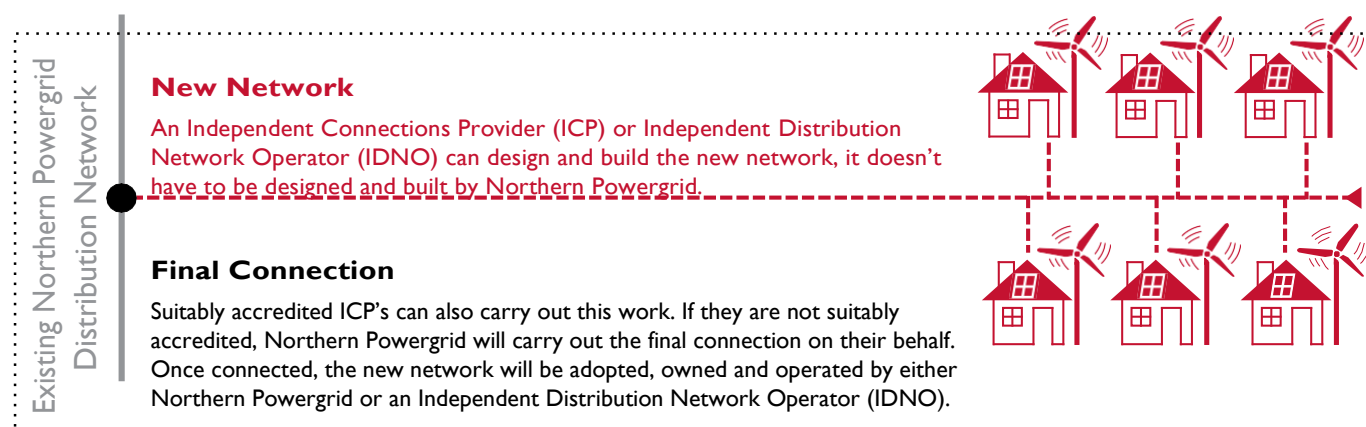 Existing Northern Powergrid
Distribution Network
New Network
An Independent Connections Provider (ICP) or Independent Distribution
Network Operator (IDNO) can design and build the new network, it doesn’t
have to be designed and built by Northern Powergrid.
Final Connection
Suitably accredited ICP’s can also carry out this work. If they are not suitably
accredited, Northern Powergrid will carry out the final connection on their behalf.
Once connected, the new network will be adopted, owned and operated by either
Northern Powergrid or an Independent Distribution Network Operator (IDNO).